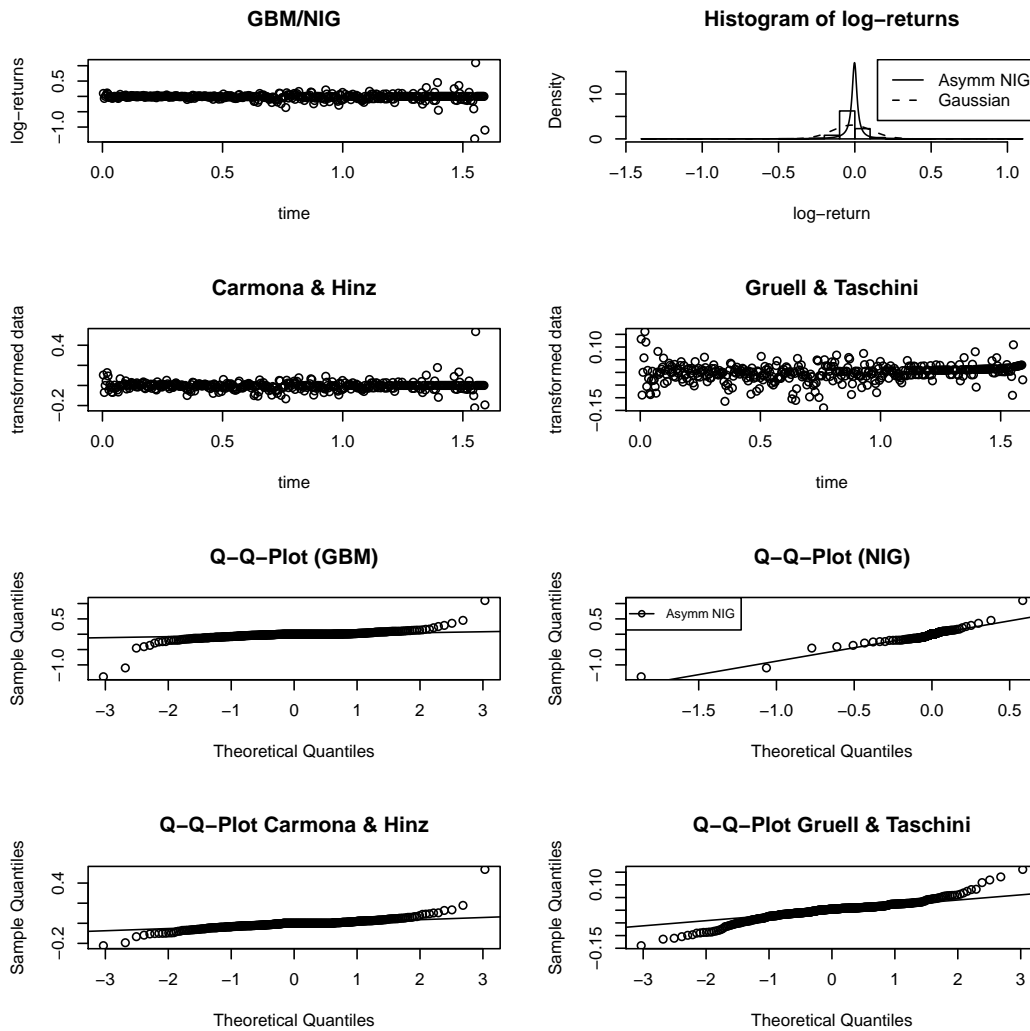 GBM/NIG
log−returns
0.5
−1.0
0.0 0.5 1.0 1.5
time
Histogram of log−returns
Density
10
0
Asymm NIG
Gaussian
−1.5 −1.0 −0.5 0.0 0.5 1.0
log−return
Carmona & Hinz
transformed data
0.4
−0.2
0.0 0.5 1.0 1.5
time
Gruell & Taschini
transformed data
0.10
−0.15
0.0 0.5 1.0 1.5
time
Q−Q−Plot (GBM)
Sample Quantiles
0.5
−1.0
−3 −2 −1 0 1 2 3
Theoretical Quantiles
Q−Q−Plot (NIG)
Sample Quantiles
0.5
−1.0
Asymm NIG
−1.5 −1.0 −0.5 0.0 0.5
Theoretical Quantiles
Q−Q−Plot Carmona & Hinz
Sample Quantiles
0.4
−0.2
−3 −2 −1 0 1 2 3
Theoretical Quantiles
Q−Q−Plot Gruell & Taschini
Sample Quantiles
0.10
−0.15
−3 −2 −1 0 1 2 3
Theoretical Quantiles